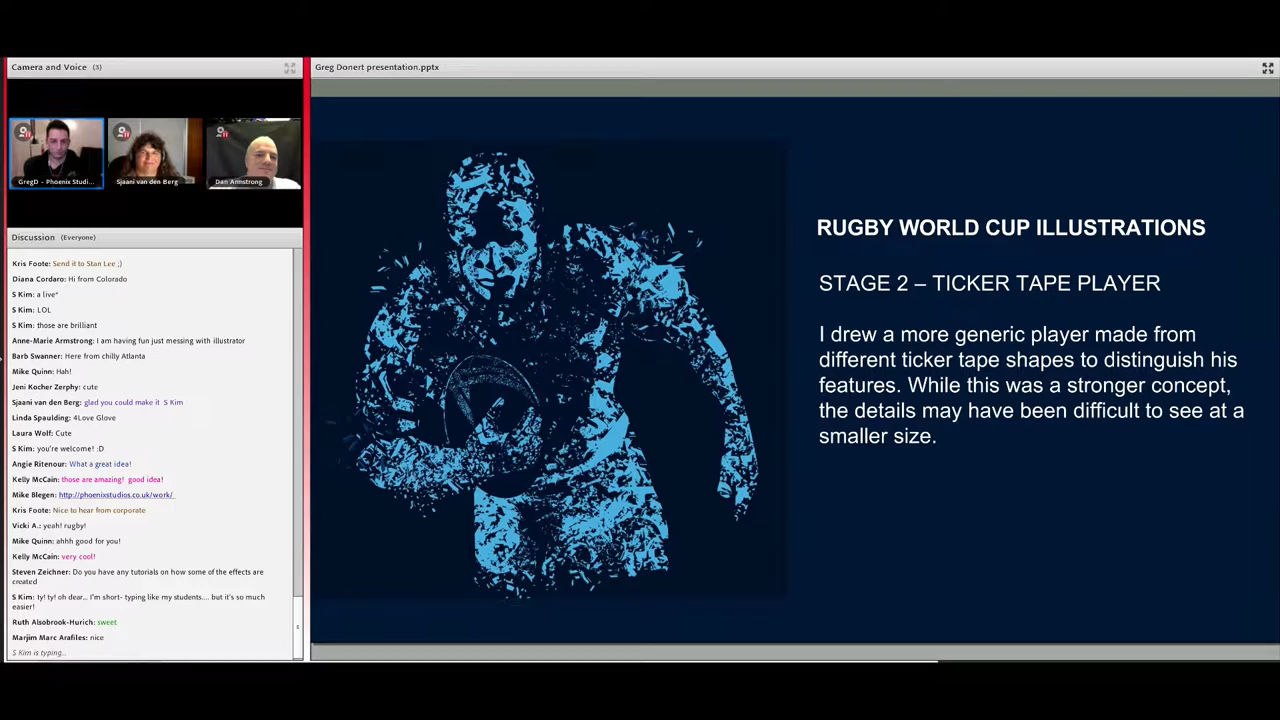 Camera and Voice (3)
GregD - Phoenix Studi...
Sjaani van den Berg
Dan Armstrong
Discussion (Everyone)
Kris Foote: Send it to Stan Lee ;)
Diana Cordaro: Hi from Colorado
S Kim: a live*
S Kim: LOL
S Kim: those are brilliant
Anne-Marie Armstrong: I am having fun just messing with illustrator
Barb Swanner: Here from chilly Atlanta
Mike Quinn: Hah!
Jeni Kocher Zerphy: cute
Sjaani van den Berg: glad you could make it S Kim
Linda Spaulding: 4Love Glove
Laura Wolf: Cute
S Kim: you're welcome! :D
Angie Ritenour: What a great idea!
Kelly McCain: those are amazing! good idea!
Mike Blegen: http://phoenixstudios.co.uk/work/
Kris Foote: Nice to hear from corporate
Vicki A.: yeah! rugby!
Mike Quinn: ahhh good for you!
Kelly McCain: very cool!
Steven Zeichner: Do you have any tutorials on how some of the effects are
created
S Kim: ty! ty! oh dear... I'm short- typing like my students.... but it's so much
easier!
Ruth Alsobrook-Hurich: sweet
Marjim Marc Arafiles: nice
S Kim is typing...
Greg Donert presentation.pptx
RUGBY WORLD CUP ILLUSTRATIONS
STAGE 2 – TICKER TAPE PLAYER
I drew a more generic player made from
different ticker tape shapes to distinguish his
features. While this was a stronger concept,
the details may have been difficult to see at a
smaller size.